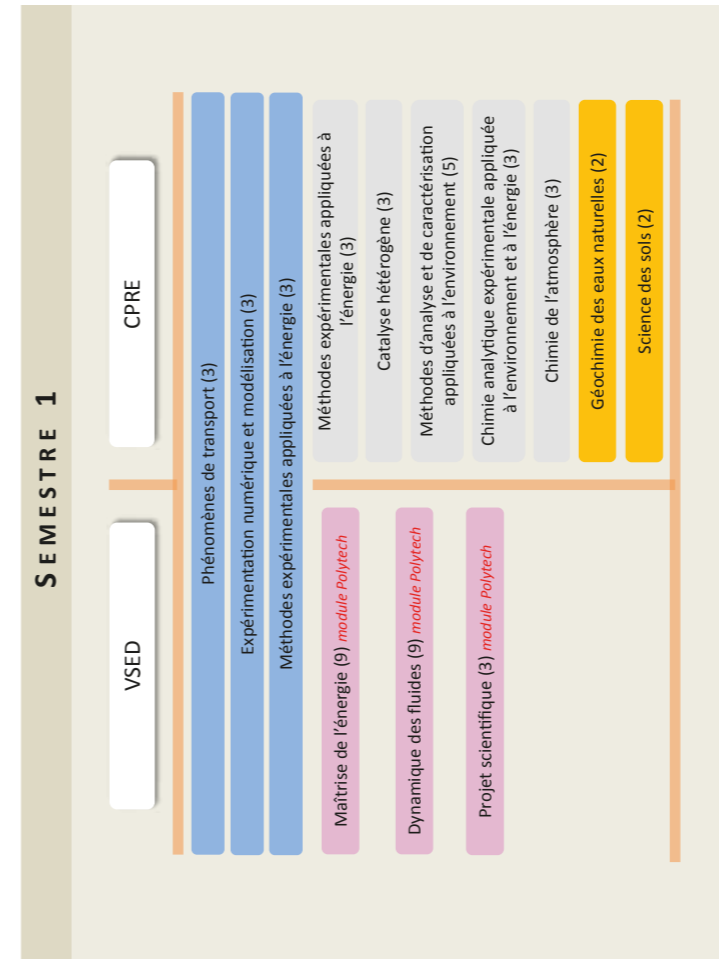 SEMESTRE 1
VSED
CPRE
Phénomènes de transport (3)
Expérimentation numérique et modélisation (3)
Méthodes expérimentales appliquées à l'énergie (3)
Maîtrise de l'énergie (9) module Polytech
Dynamique des fluides (9) module Polytech
Projet scientifique (3) module Polytech
Méthodes expérimentales appliquées à
l'énergie (3)
Catalyse hétérogène (3)
Méthodes d'analyse et de caractérisation
appliquées à l'environnement (5)
Chimie analytique expérimentale appliquée
à l'environnement et à l'énergie (3)
Chimie de l'atmosphère (3)
Géochimie des eaux naturelles (2)
Science des sols (2)